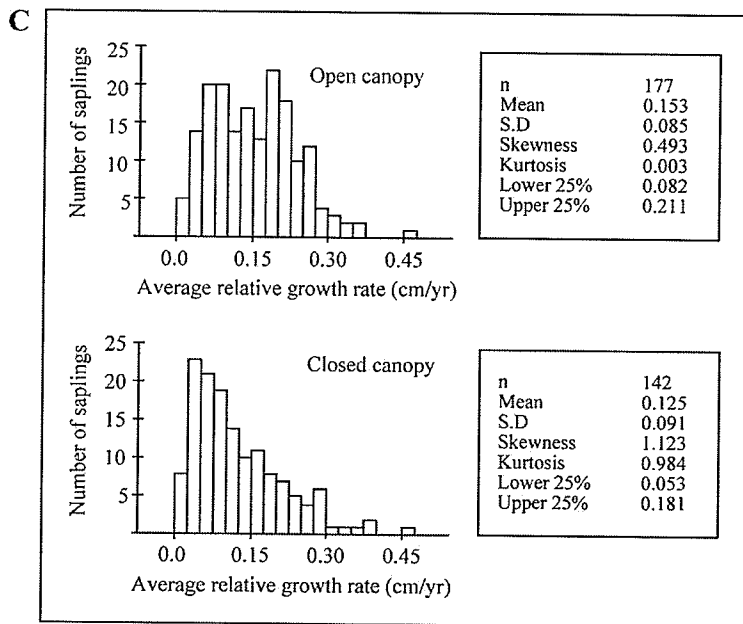 C
25
20
15
10
5
Number of saplings
Open canopy
0.0 0.15 0.30 0.45
Average relative growth rate (cm/yr)
n 177
Mean 0.153
S.D 0.085
Skewness 0.493
Kurtosis 0.003
Lower 25% 0.082
Upper 25% 0.211
25
20
15
10
5
Number of saplings
Closed canopy
0.0 0.15 0.30 0.45
Average relative growth rate (cm/yr)
n 142
Mean 0.125
S.D 0.091
Skewness 1.123
Kurtosis 0.984
Lower 25% 0.053
Upper 25% 0.181